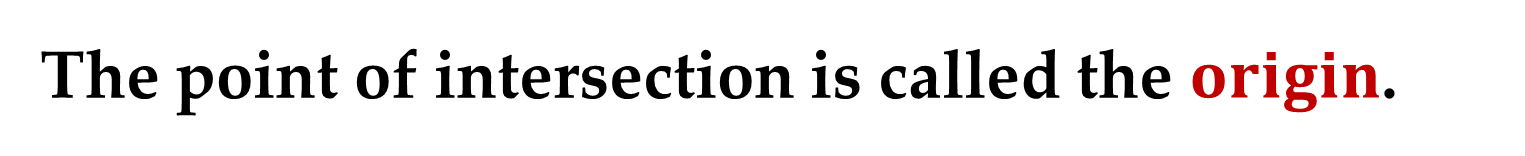 The point of intersection is called the origin.